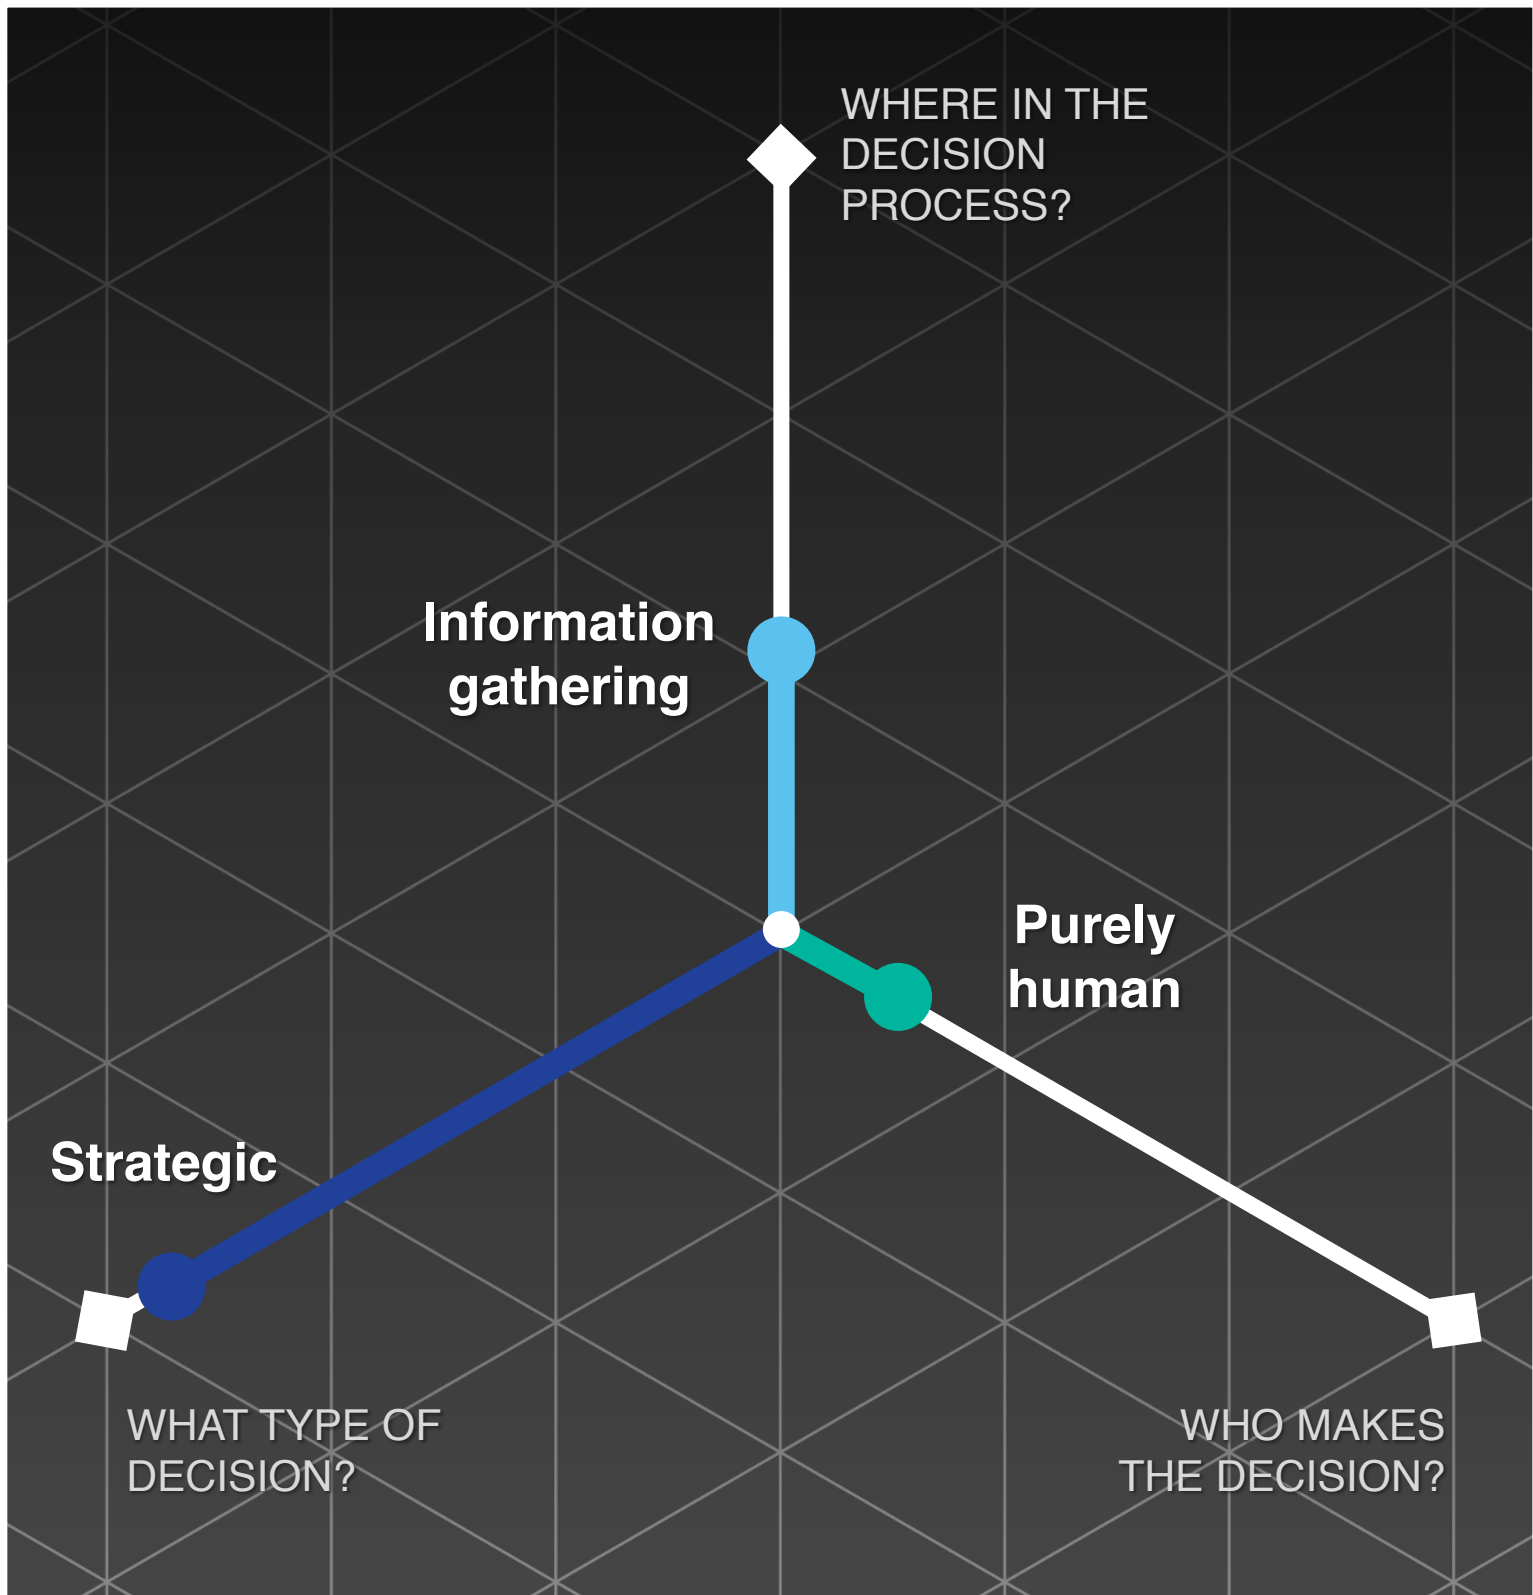 WHERE IN THE
DECISION
PROCESS?
Information
gathering
Purely
human
Strategic
WHAT TYPE OF
DECISION?
WHO MAKES
THE DECISION?